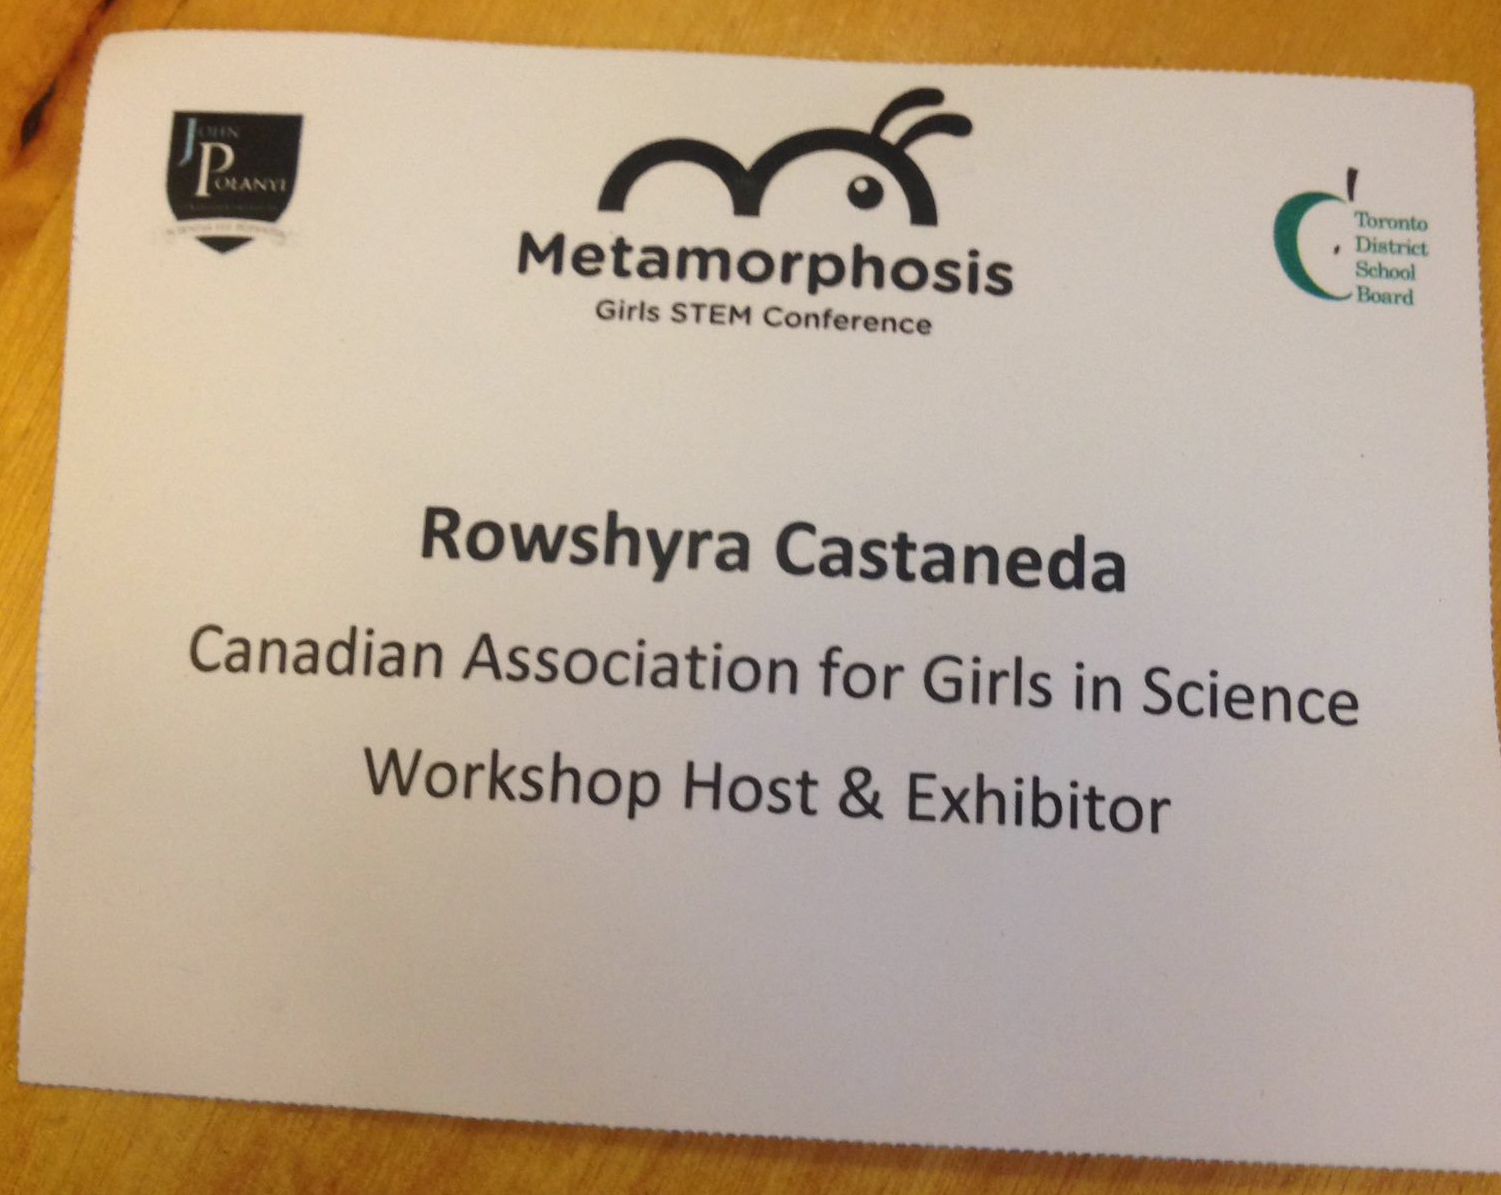 John
Polanyi
Metamorphosis
Girls STEM Conference
Toronto
District
School
Board
Rowshyra Castaneda
Canadian Association for Girls in Science
Workshop Host & Exhibitor